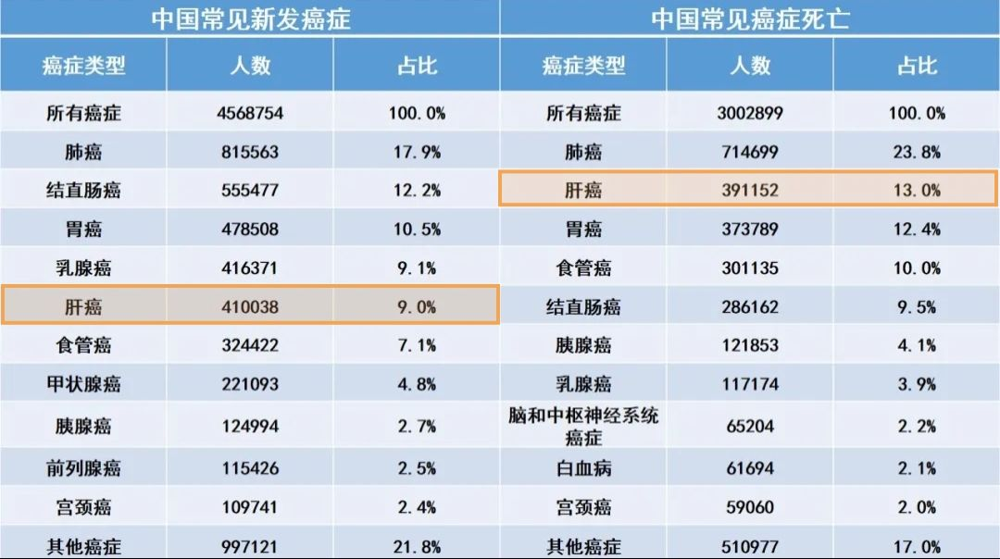 中国常见新发癌症 中国常见癌症死亡
癌症类型 人数 占比 癌症类型 人数 占比
所有癌症 4568754 100.0% 所有癌症 3002899 100.0%
肺癌 815563 17.9% 肺癌 714699 23.8%
结直肠癌 555477 12.2% 肝癌 391152 13.0%
胃癌 478508 10.5% 胃癌 373789 12.4%
乳腺癌 416371 9.1% 食管癌 301135 10.0%
肝癌 410038 9.0% 结直肠癌 286162 9.5%
食管癌 324422 7.1% 胰腺癌 121853 4.1%
甲状腺癌 221093 4.8% 乳腺癌 117174 3.9%
胰腺癌 124994 2.7% 脑和中枢神经系统
癌症 65204 2.2%
前列腺癌 115426 2.5% 白血病 61694 2.1%
宫颈癌 109741 2.4% 宫颈癌 59060 2.0%
其他癌症 997121 21.8% 其他癌症 510977 17.0%